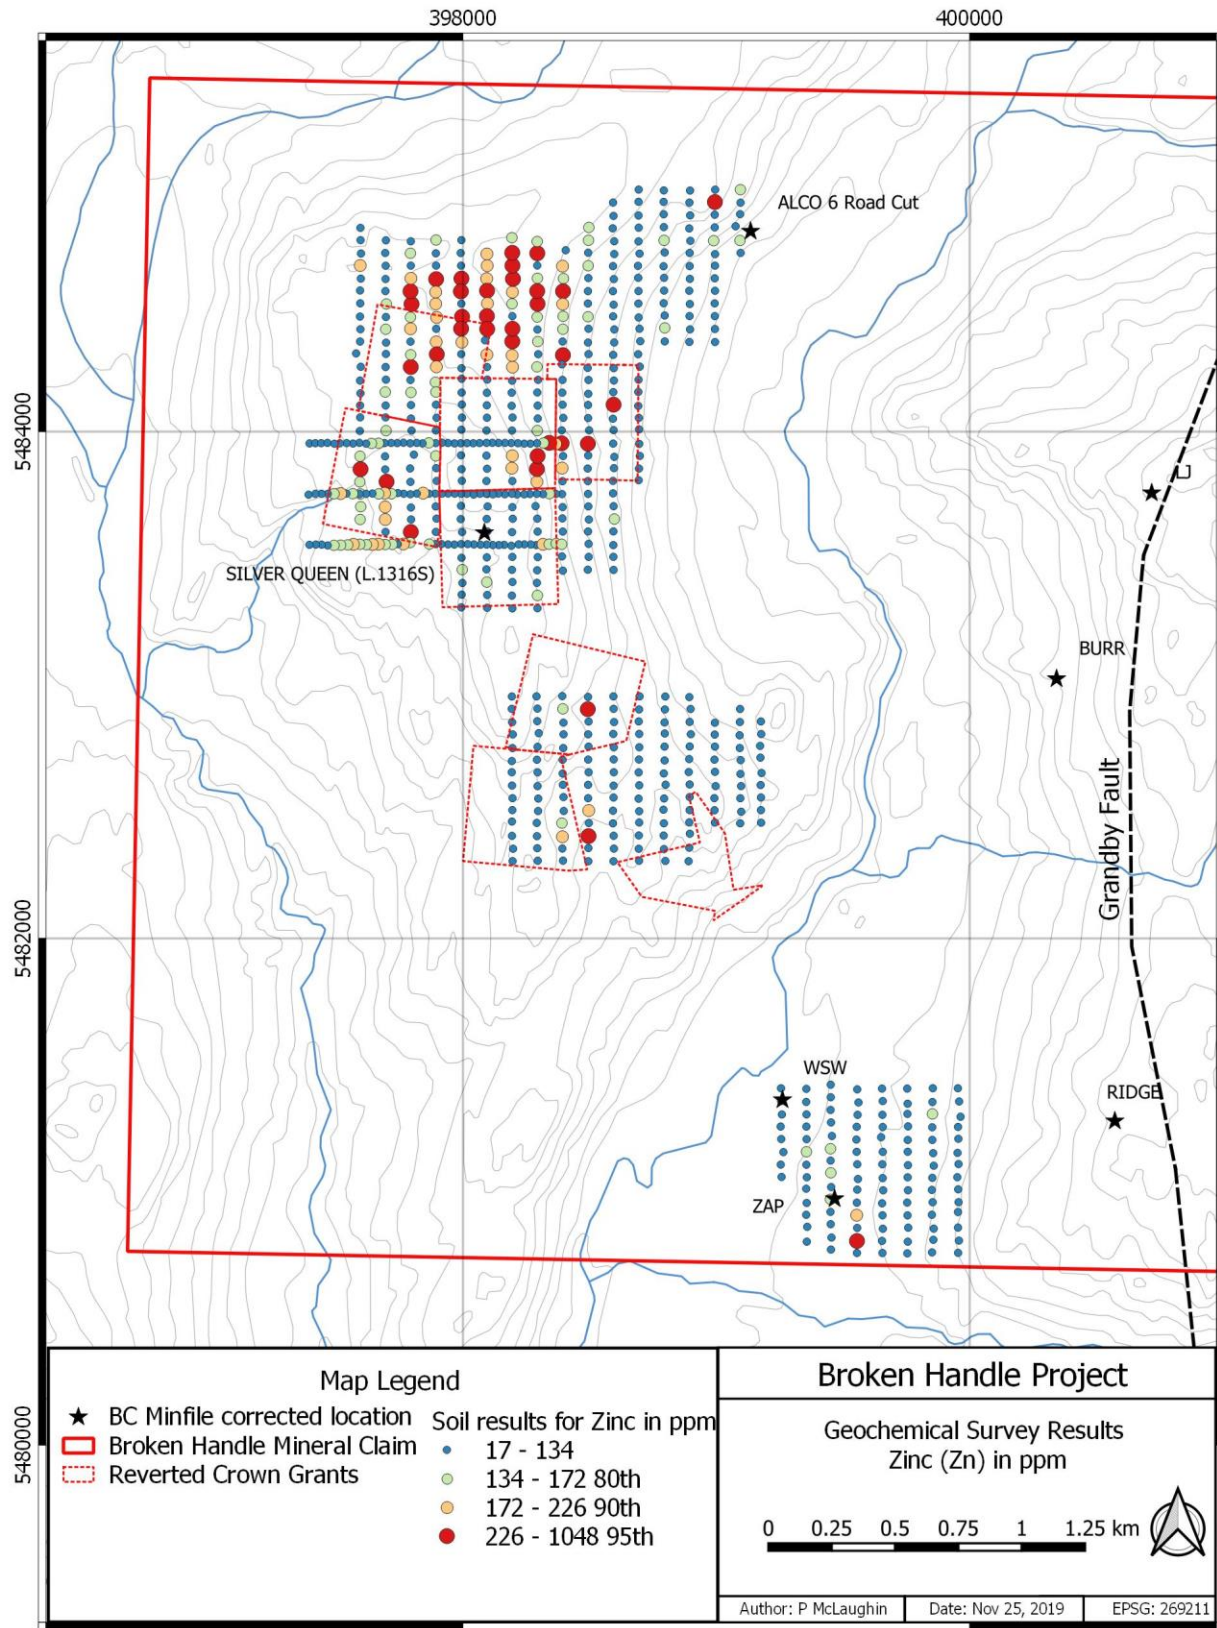 398000
400000
ALCO 6 Road Cut
5484000
SILVER QUEEN (L.1316S)
BURR
Grandby Fault
5482000
WSW
RIDGE
ZAP
5480000
Map Legend
BC Minfile corrected location
Broken Handle Mineral Claim
Reverted Crown Grants
Soil results for Zinc in ppm
17 - 134
134 - 172 80th
172 - 226 90th
226 - 1048 95th
Broken Handle Project
Geochemical Survey Results
Zinc (Zn) in ppm
0 0.25 0.5 0.75 1 1.25 km
Author: P McLaughin
Date: Nov 25, 2019
EPSG: 269211